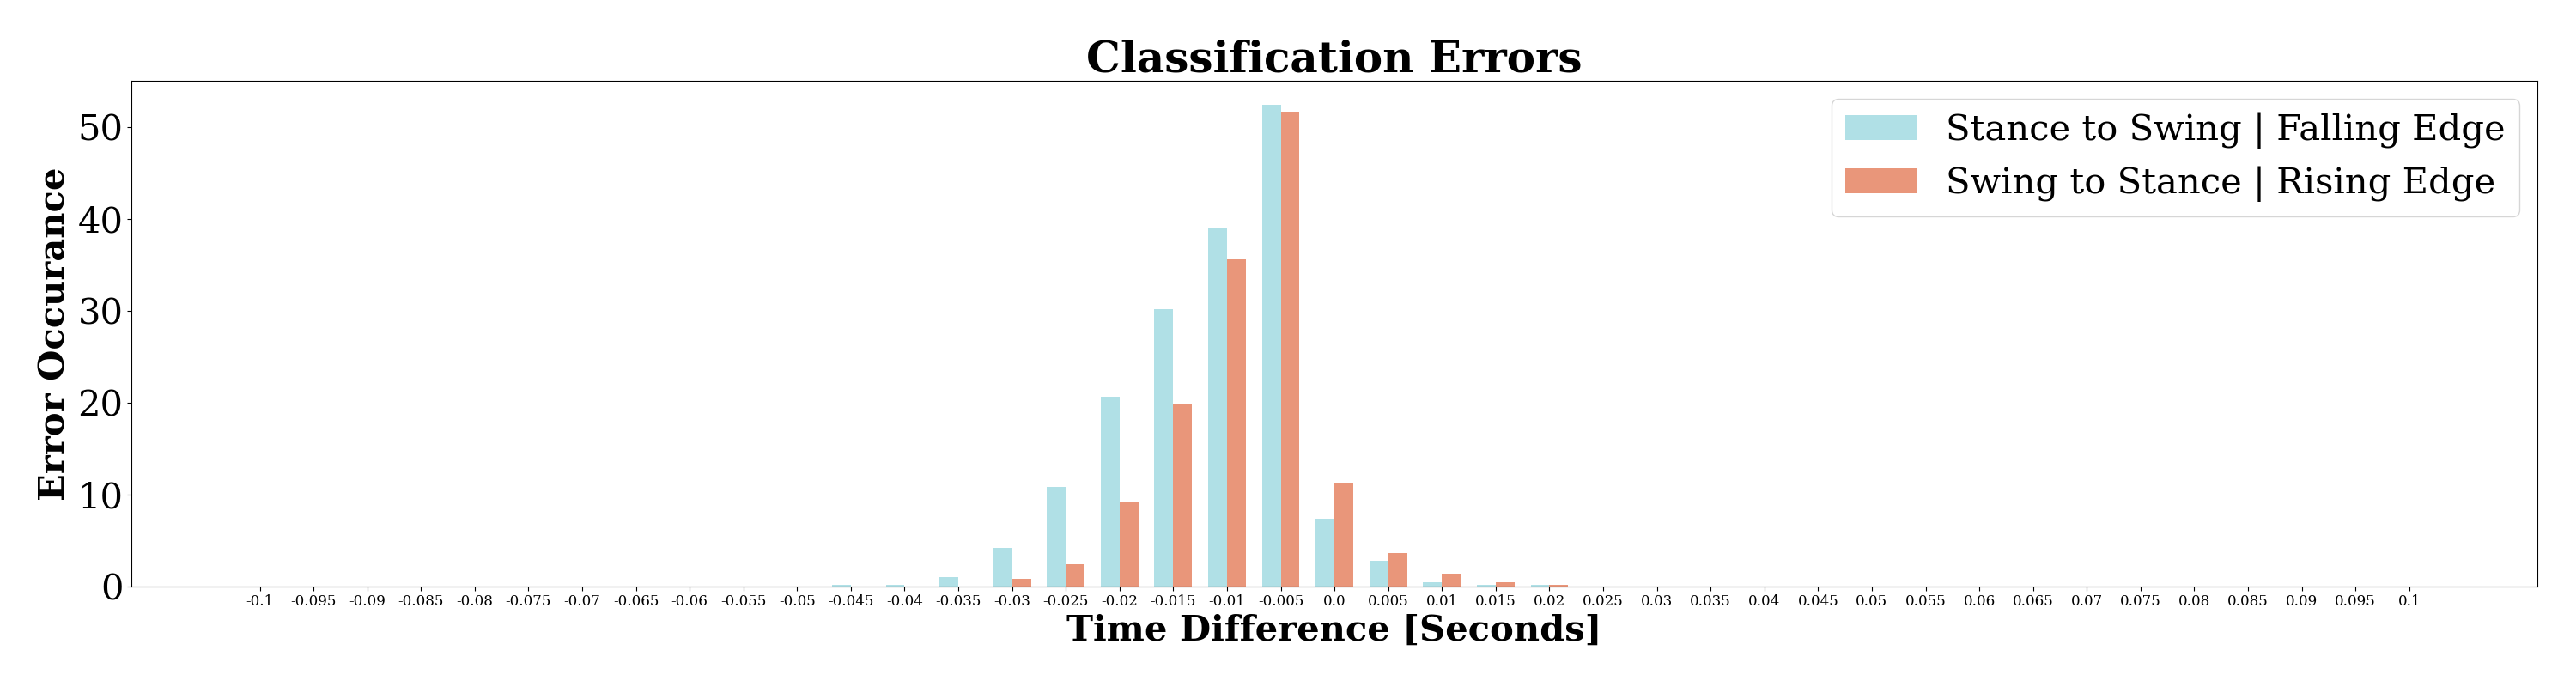 Classification Errors
Error Occurance
50
40
30
20
10
0
Stance to Swing | Falling Edge
Swing to Stance | Rising Edge
-0.1 -0.095 -0.09 -0.085 -0.08 -0.075 -0.07 -0.065 -0.06 -0.055 -0.05 -0.045 -0.04 -0.035 -0.03 -0.025 -0.02 -0.015 -0.01 -0.005 0.0 0.005 0.01 0.015 0.02 0.025 0.03 0.035 0.04 0.045 0.05 0.055 0.06 0.065 0.07 0.075 0.08 0.085 0.09 0.095 0.1
Time Difference [Seconds]